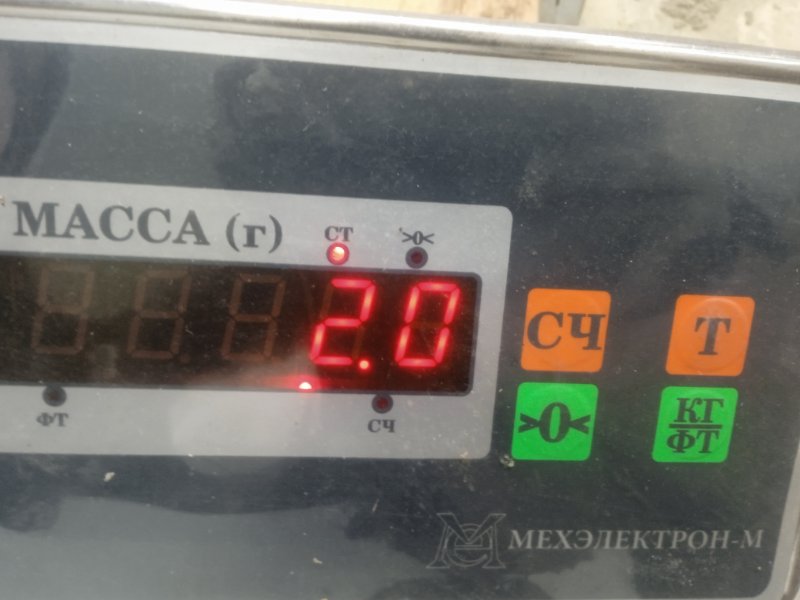 МАССА (г)
СТ
>0<
2.0
ФТ
СЧ
СЧ
Т
>0<
КГ
ФТ
МЕХЭЛЕКТРОН-М